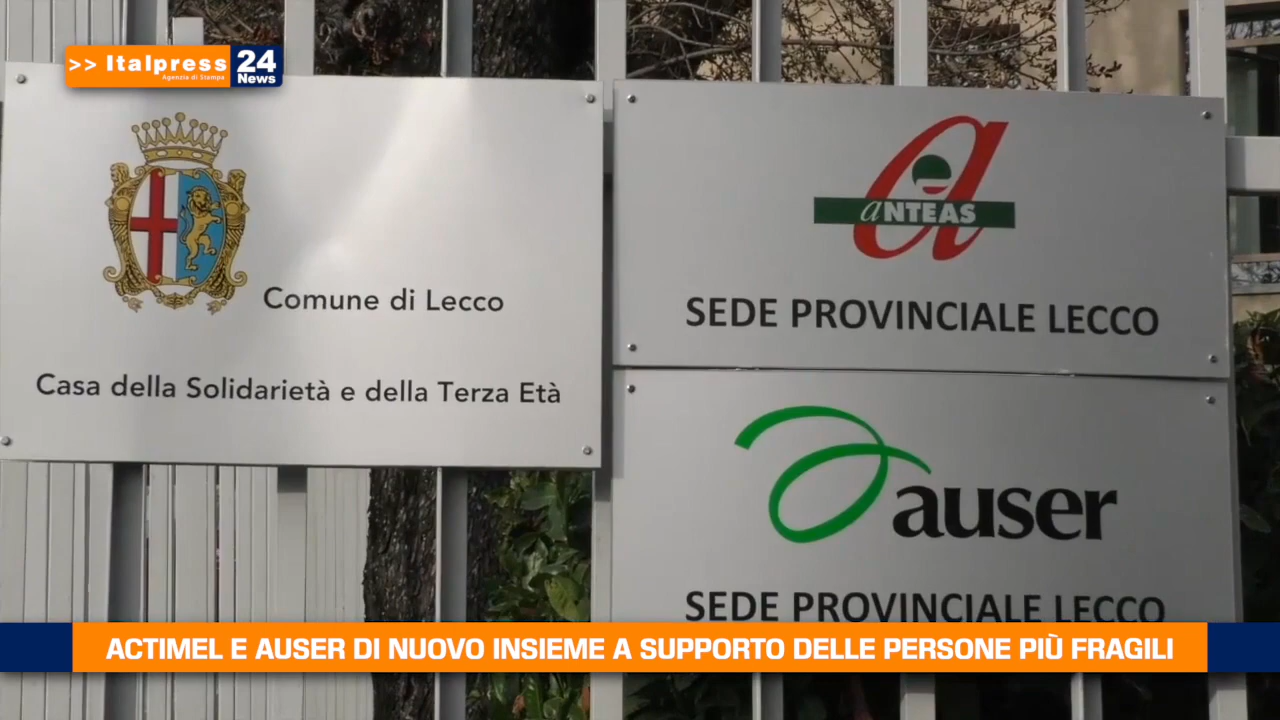 >> Italpress
Agenzia di Stampa
24
News
Comune di Lecco
Casa della Solidarietà e della Terza Età
aNTEAS
SEDE PROVINCIALE LECCO
auser
SEDE PROVINCIALE LECCO
ACTIMEL E AUSER DI NUOVO INSIEME A SUPPORTO DELLE PERSONE PIÙ FRAGILI